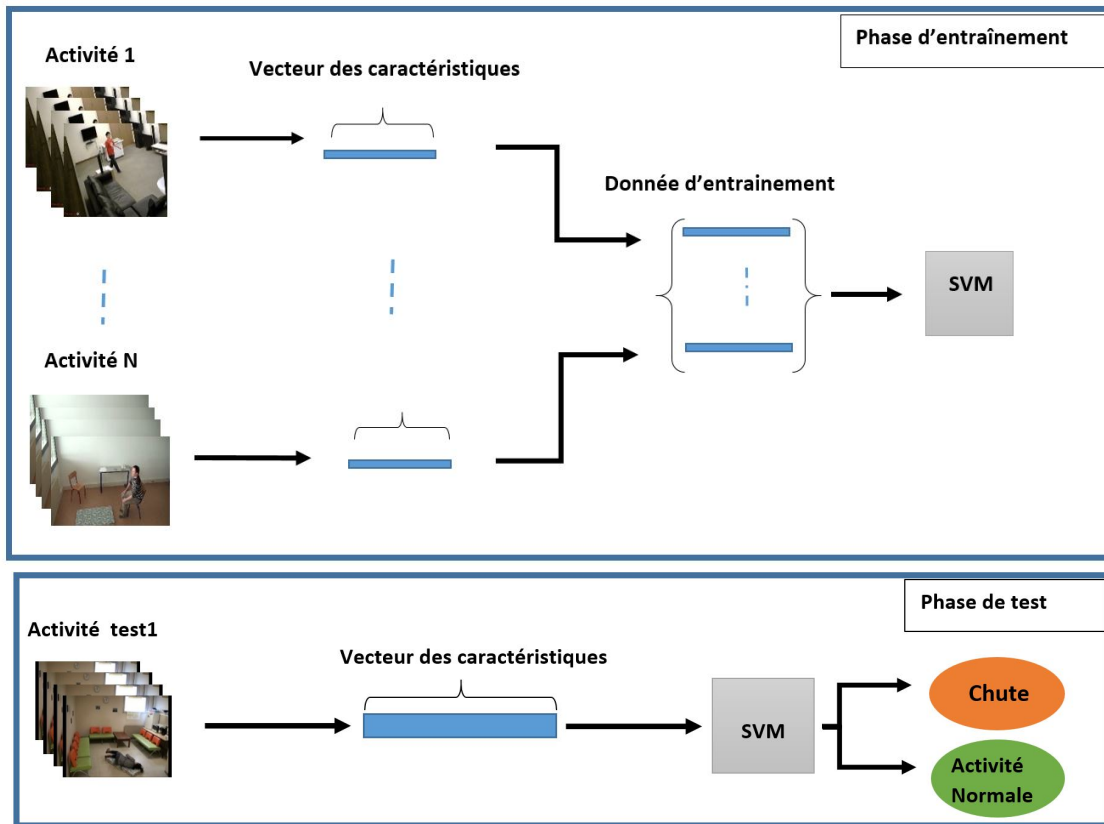 Phase d'entraînement
Activité 1
Vecteur des caractéristiques
Donnée d'entrainement
SVM
Activité N
Phase de test
Activité test1
Vecteur des caractéristiques
SVM
Chute
Activité
Normale